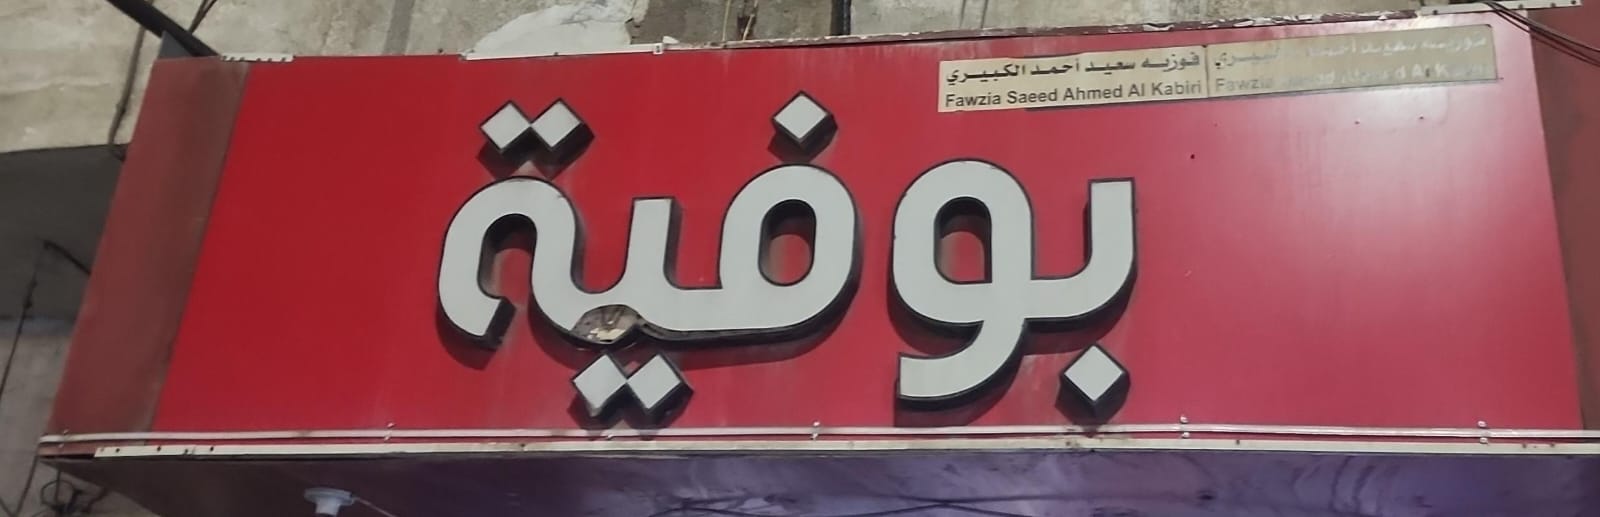 فوزيه سعيد أحمد الكبيري
Fawzia Saeed Ahmed Al Kabiri
بوفية